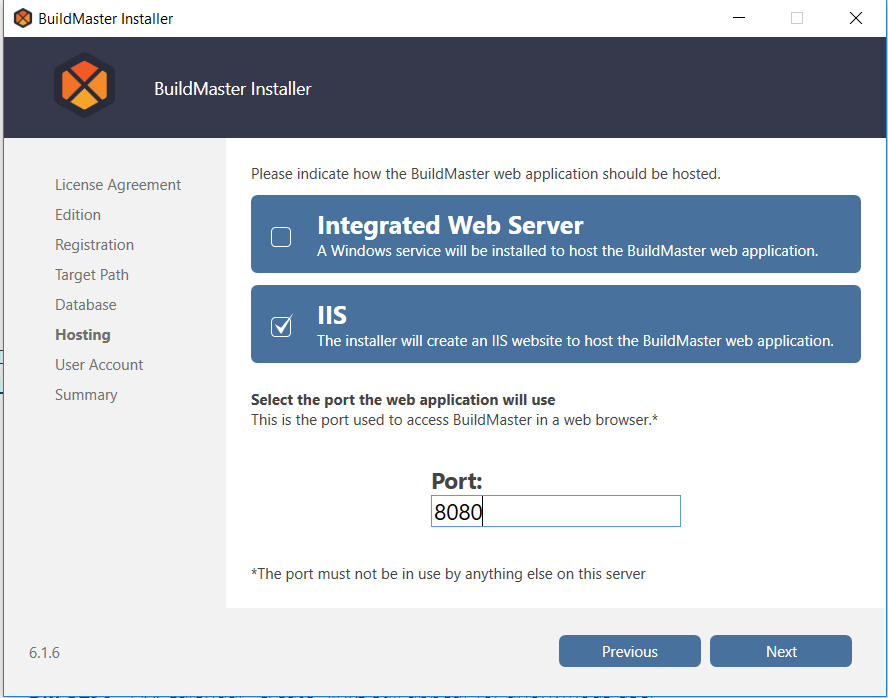 BuildMaster Installer
BuildMaster Installer
License Agreement
Edition
Registration
Target Path
Database
Hosting
User Account
Summary
Please indicate how the BuildMaster web application should be hosted.
Integrated Web Server
A Windows service will be installed to host the BuildMaster web application.
IIS
The installer will create an IIS website to host the BuildMaster web application.
Select the port the web application will use
This is the port used to access BuildMaster in a web browser.*
Port:
8080
*The port must not be in use by anything else on this server
6.1.6
Previous
Next